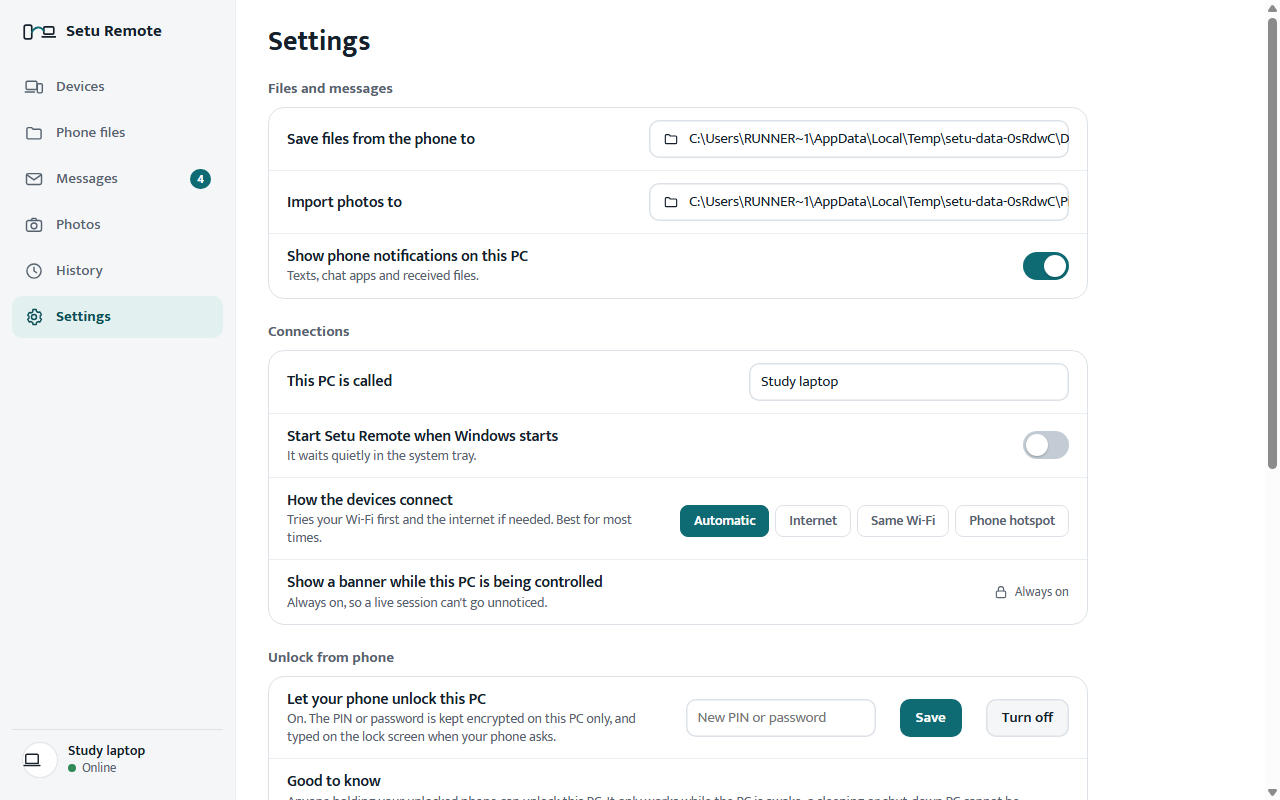 Setu Remote
Devices
Phone files
Messages
4
Photos
History
Settings
Study laptop
Online
Settings
Files and messages
Save files from the phone to
C:\Users\RUNNER~1\AppData\Local\Temp\setu-data-0sRdwC\D
Import photos to
C:\Users\RUNNER~1\AppData\Local\Temp\setu-data-0sRdwC\P
Show phone notifications on this PC
Texts, chat apps and received files.
Connections
This PC is called
Study laptop
Start Setu Remote when Windows starts
It waits quietly in the system tray.
How the devices connect
Tries your Wi-Fi first and the internet if needed. Best for most
times.
Automatic
Internet
Same Wi-Fi
Phone hotspot
Show a banner while this PC is being controlled
Always on, so a live session can't go unnoticed.
Always on
Unlock from phone
Let your phone unlock this PC
On. The PIN or password is kept encrypted on this PC only, and
typed on the lock screen when your phone asks.
New PIN or password
Save
Turn off
Good to know